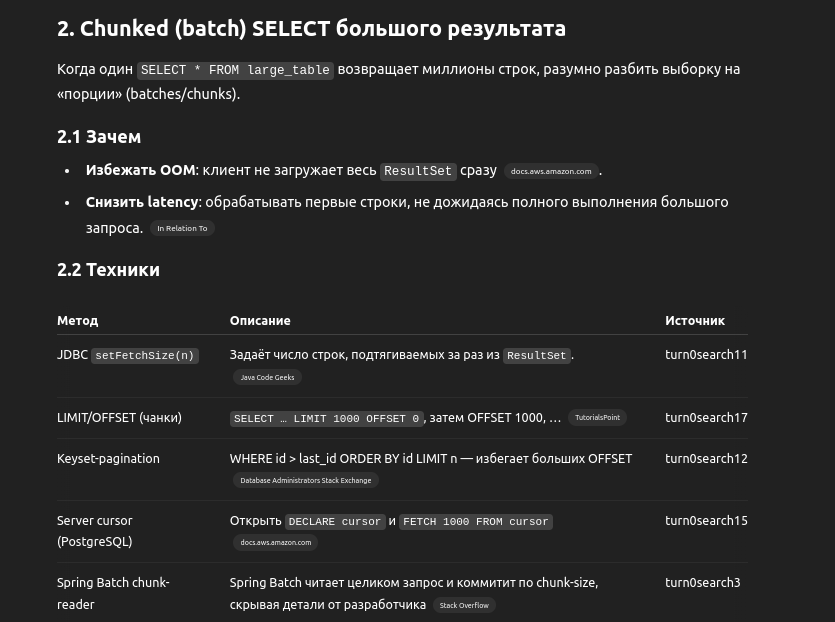 2. Chunked (batch) SELECT большого результата
Когда один SELECT * FROM large_table возвращает миллионы строк, разумно разбить выборку на
«порции» (batches/chunks).
2.1 Зачем
• Избежать OOM: клиент не загружает весь ResultSet сразу docs.aws.amazon.com .
• Снизить latency: обрабатывать первые строки, не дожидаясь полного выполнения большого
запроса. In Relation To
2.2 Техники
Метод Описание Источник
JDBC setFetchSize(n) Задаёт число строк, подтягиваемых за раз из ResultSet. turn0search11
Java Code Geeks
LIMIT/OFFSET (чанки) SELECT … LIMIT 1000 OFFSET 0, затем OFFSET 1000, … TutorialsPoint turn0search17
Keyset-pagination WHERE id > last_id ORDER BY id LIMIT n — избегает больших OFFSET turn0search12
Database Administrators Stack Exchange
Server cursor Открыть DECLARE cursor и FETCH 1000 FROM cursor turn0search15
(PostgreSQL) docs.aws.amazon.com
Spring Batch chunk- Spring Batch читает целиком запрос и коммитит по chunk-size, turn0search3
reader скрывая детали от разработчика Stack Overflow